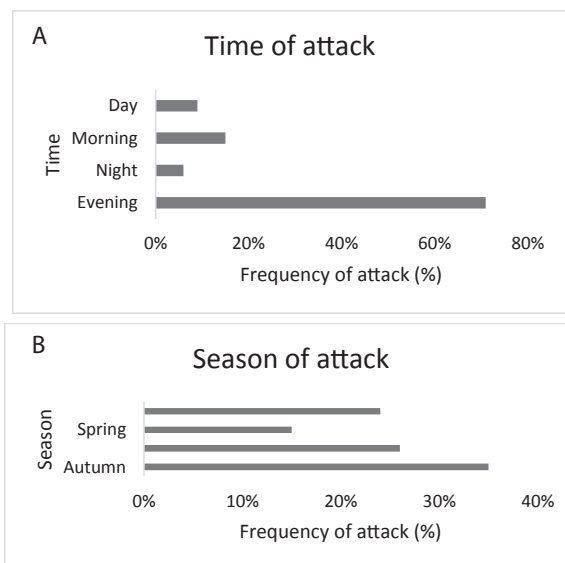 A
Time of attack
Day
Morning
Night
Evening
Time
0% 20% 40% 60% 80%
Frequency of attack (%)
B
Season of attack
Spring
Autumn
Season
0% 10% 20% 30% 40%
Frequency of attack (%)